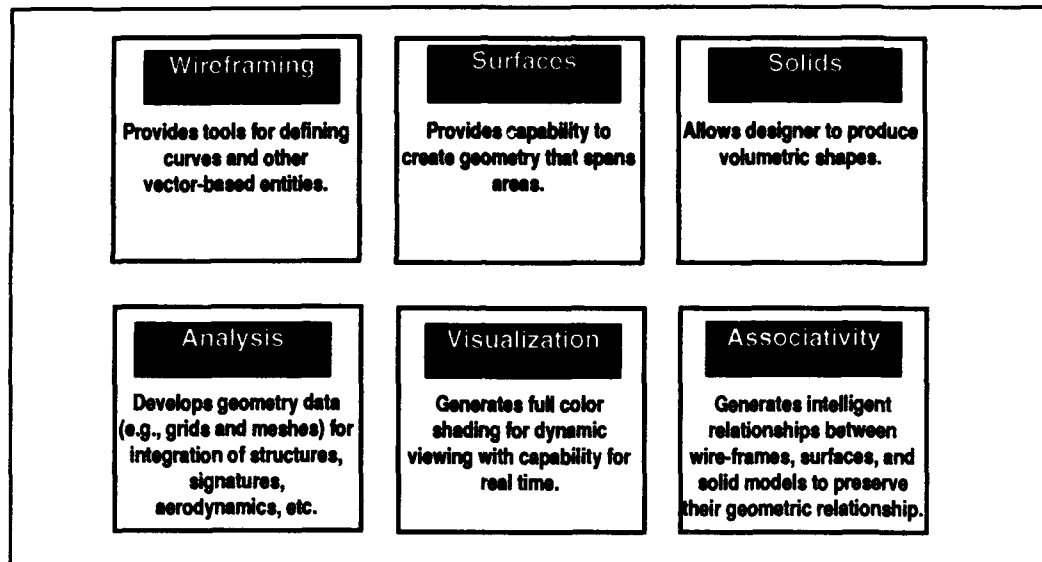 Wireframing
Provides tools for defining
curves and other
vector-based entities.
Surfaces
Provides capability to
create geometry that spans
areas.
Solids
Allows designer to produce
volumetric shapes.
Analysis
Develops geometry data
(e.g., grids and meshes) for
integration of structures,
signatures,
aerodynamics, etc.
Visualization
Generates full color
shading for dynamic
viewing with capability for
real time.
Associativity
Generates intelligent
relationships between
wire-frames, surfaces, and
solid models to preserve
their geometric relationship.